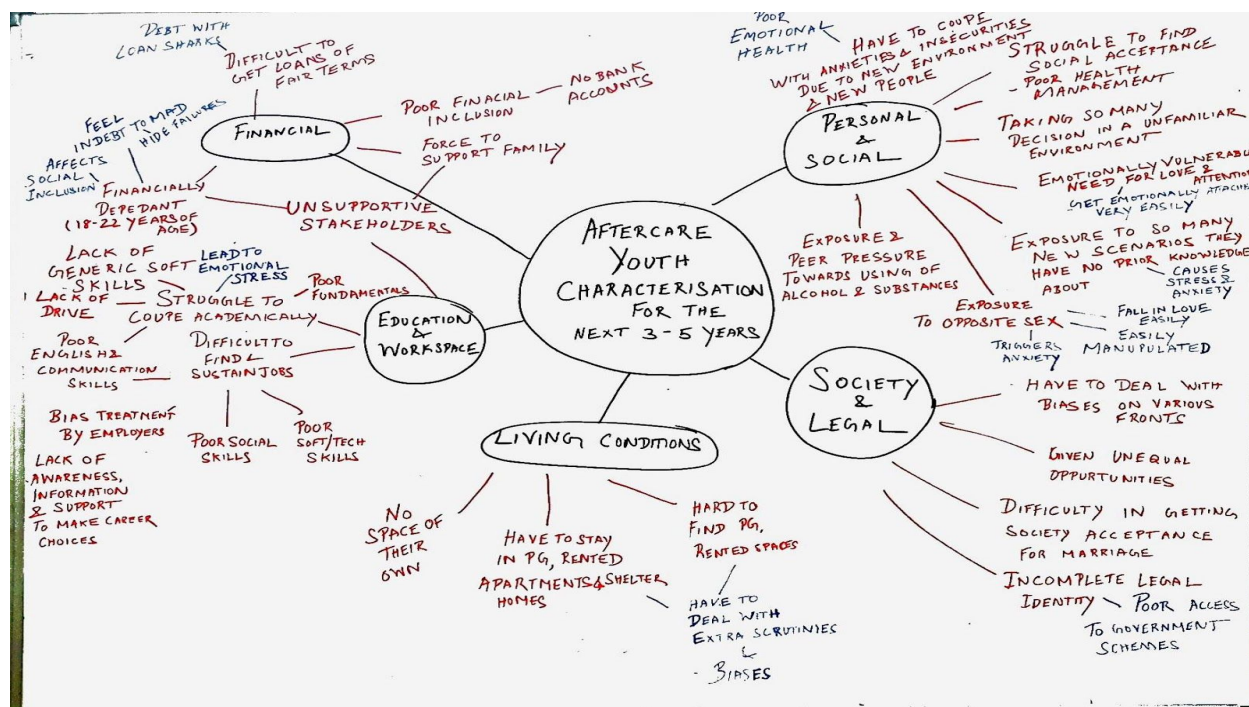 DEBT WITH
LOAN SHARKS
DIFFICULT TO
GET LOANS OF
FAIR TERMS
FEEL
INDEBT TO MAD
HIDE FAILURES
AFFECTS
SOCIAL
INCLUSION
FINANCIAL
POOR FINACIAL
INCLUSION
NO BANK
ACCOUNTS
FORCE TO
SUPPORT FAMILY
FINANCIALLY
DEPEDANT
(18-22 YEARS OF
AGE)
UNSUPPORTIVE
STAKEHOLDERS
LACK OF
GENERIC SOFT
SKILLS
LEAD TO
EMOTIONAL
STRESS
LACK OF
DRIVE
STRUGGLE TO
COUPE ACADEMICALLY
POOR
FUNDAMENTALS
POOR
ENGLISH &
COMMUNICATION
SKILLS
DIFFICULT TO
FIND &
SUSTAIN JOBS
EDUCATION
&
WORKSPACE
BIAS TREATMENT
BY EMPLOYERS
POOR SOCIAL
SKILLS
POOR
SOFT/TECH
SKILLS
LACK OF
AWARENESS,
INFORMATION
& SUPPORT
TO MAKE CAREER
CHOICES
AFTERCARE
YOUTH
CHARACTERISATION
FOR THE
NEXT 3-5 YEARS
LIVING CONDITIONS
NO
SPACE OF
THEIR
OWN
HAVE TO STAY
IN PG, RENTED
APARTMENTS & SHELTER
HOMES
HARD TO
FIND PG,
RENTED SPACES
HAVE TO
DEAL WITH
EXTRA SCRUTINIES
&
BIASES
POOR
EMOTIONAL
HEALTH
HAVE TO COUPE
WITH ANXIETIES & INSECURITIES
DUE TO NEW ENVIRONMENT
& NEW PEOPLE
STRUGGLE TO FIND
SOCIAL ACCEPTANCE
POOR HEALTH
MANAGEMENT
PERSONAL
&
SOCIAL
TAKING SO MANY
DECISION IN A UNFAMILIAR
ENVIRONMENT
EMOTIONALLY VULNERABLE
NEED FOR LOVE &
ATTENTION
GET EMOTIONALLY ATTACHED
VERY EASILY
EXPOSURE &
PEER PRESSURE
TOWARDS USING OF
ALCOHOL & SUBSTANCES
EXPOSURE TO SO MANY
NEW SCENARIOS THEY
HAVE NO PRIOR KNOWLEDGE
ABOUT
CAUSES
STRESS &
ANXIETY
EXPOSURE
TO OPPOSITE SEX
FALL IN LOVE
EASILY
EASILY
MANUPULATED
TRIGGERS
ANXIETY
SOCIETY
&
LEGAL
HAVE TO DEAL WITH
BIASES ON VARIOUS
FRONTS
GIVEN UNEQUAL
OPPURTUNITIES
DIFFICULTY IN GETTING
SOCIETY ACCEPTANCE
FOR MARRIAGE
INCOMPLETE LEGAL
IDENTITY
POOR ACCESS
TO GOVERNMENT
SCHEMES